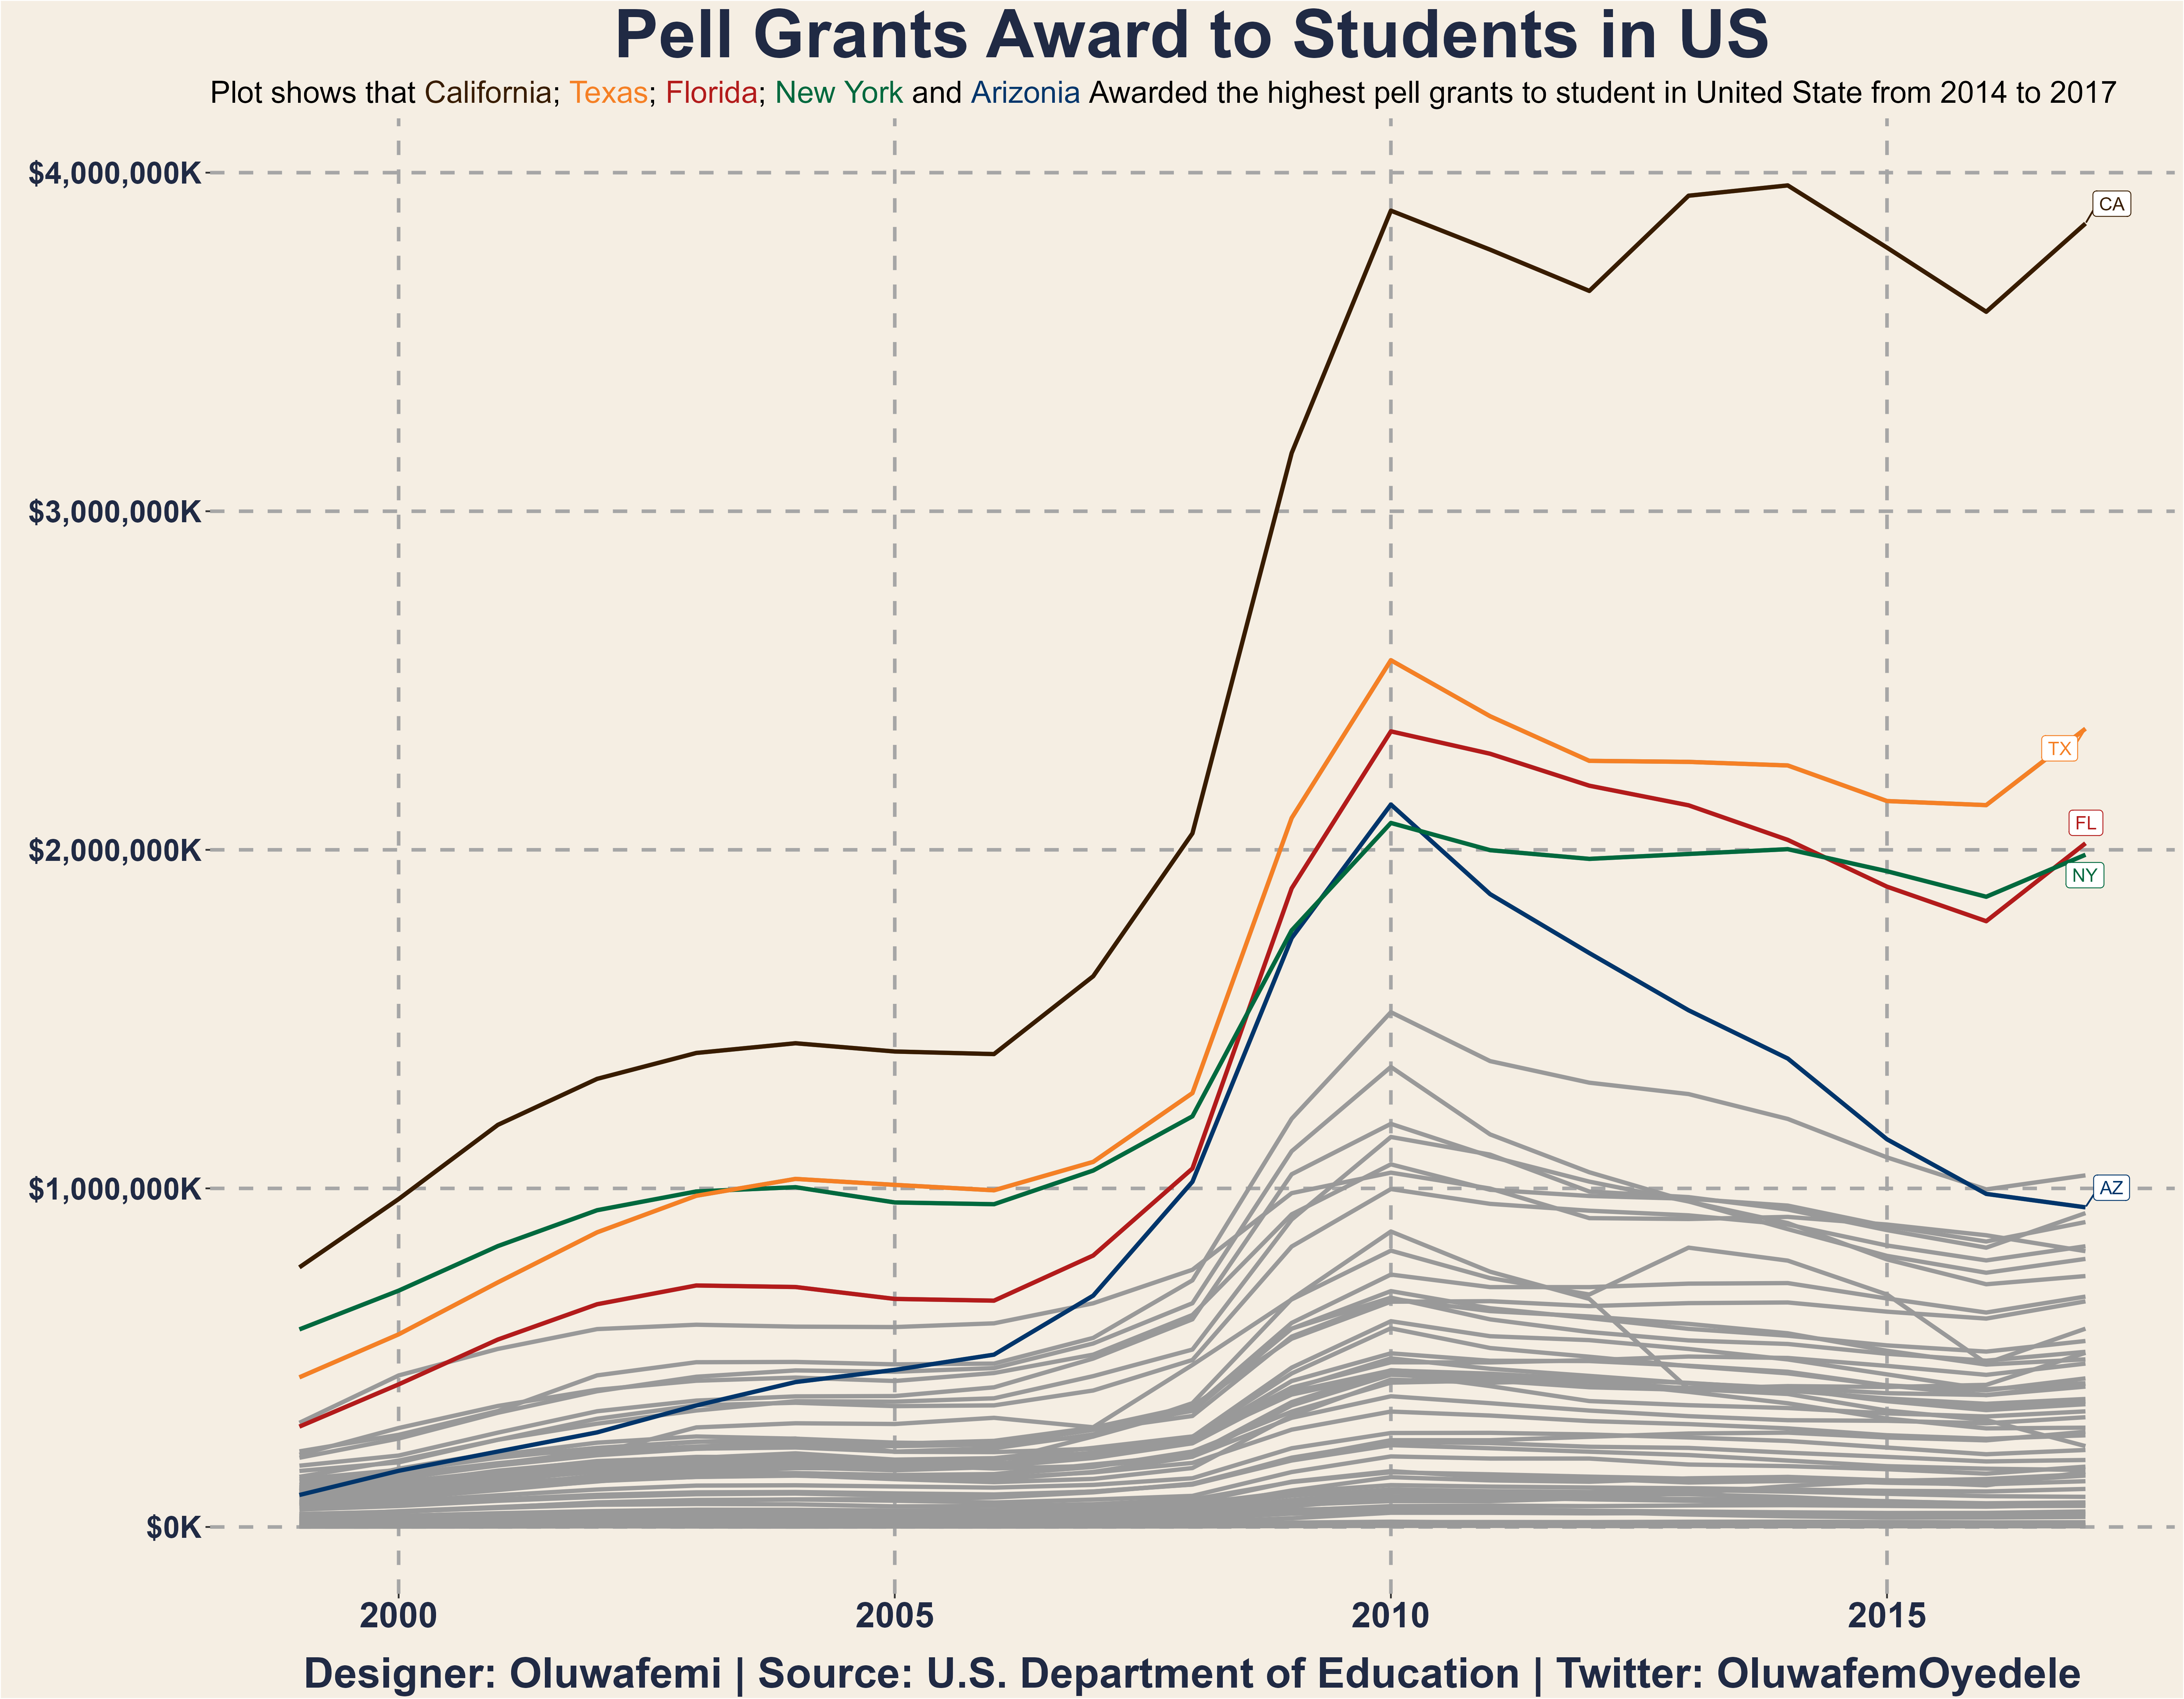 Pell Grants Award to Students in US
Plot shows that California; Texas; Florida; New York and Arizonia Awarded the highest pell grants to student in United State from 2014 to 2017
$4,000,000K
CA
$3,000,000K
TX
FL
$2,000,000K
NY
$1,000,000K
AZ
$0K
2000 2005 2010 2015
Designer: Oluwafemi | Source: U.S. Department of Education | Twitter: OluwafemOyedele